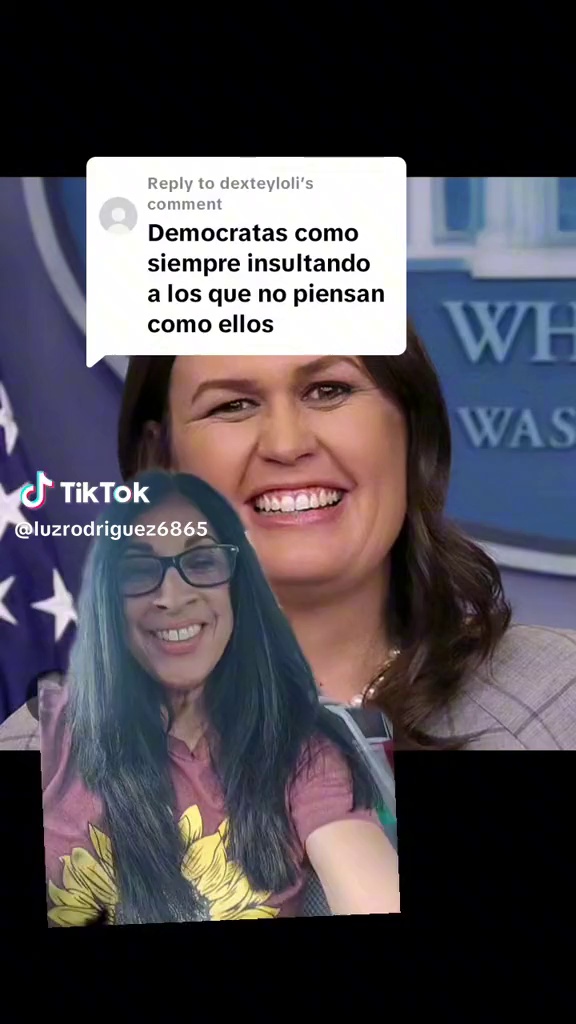 Reply to dexteyloli's
comment
Democratas como
siempre insultando
a los que no piensan
como ellos
WH
WAS
TikTok
@luzrodriguez6865